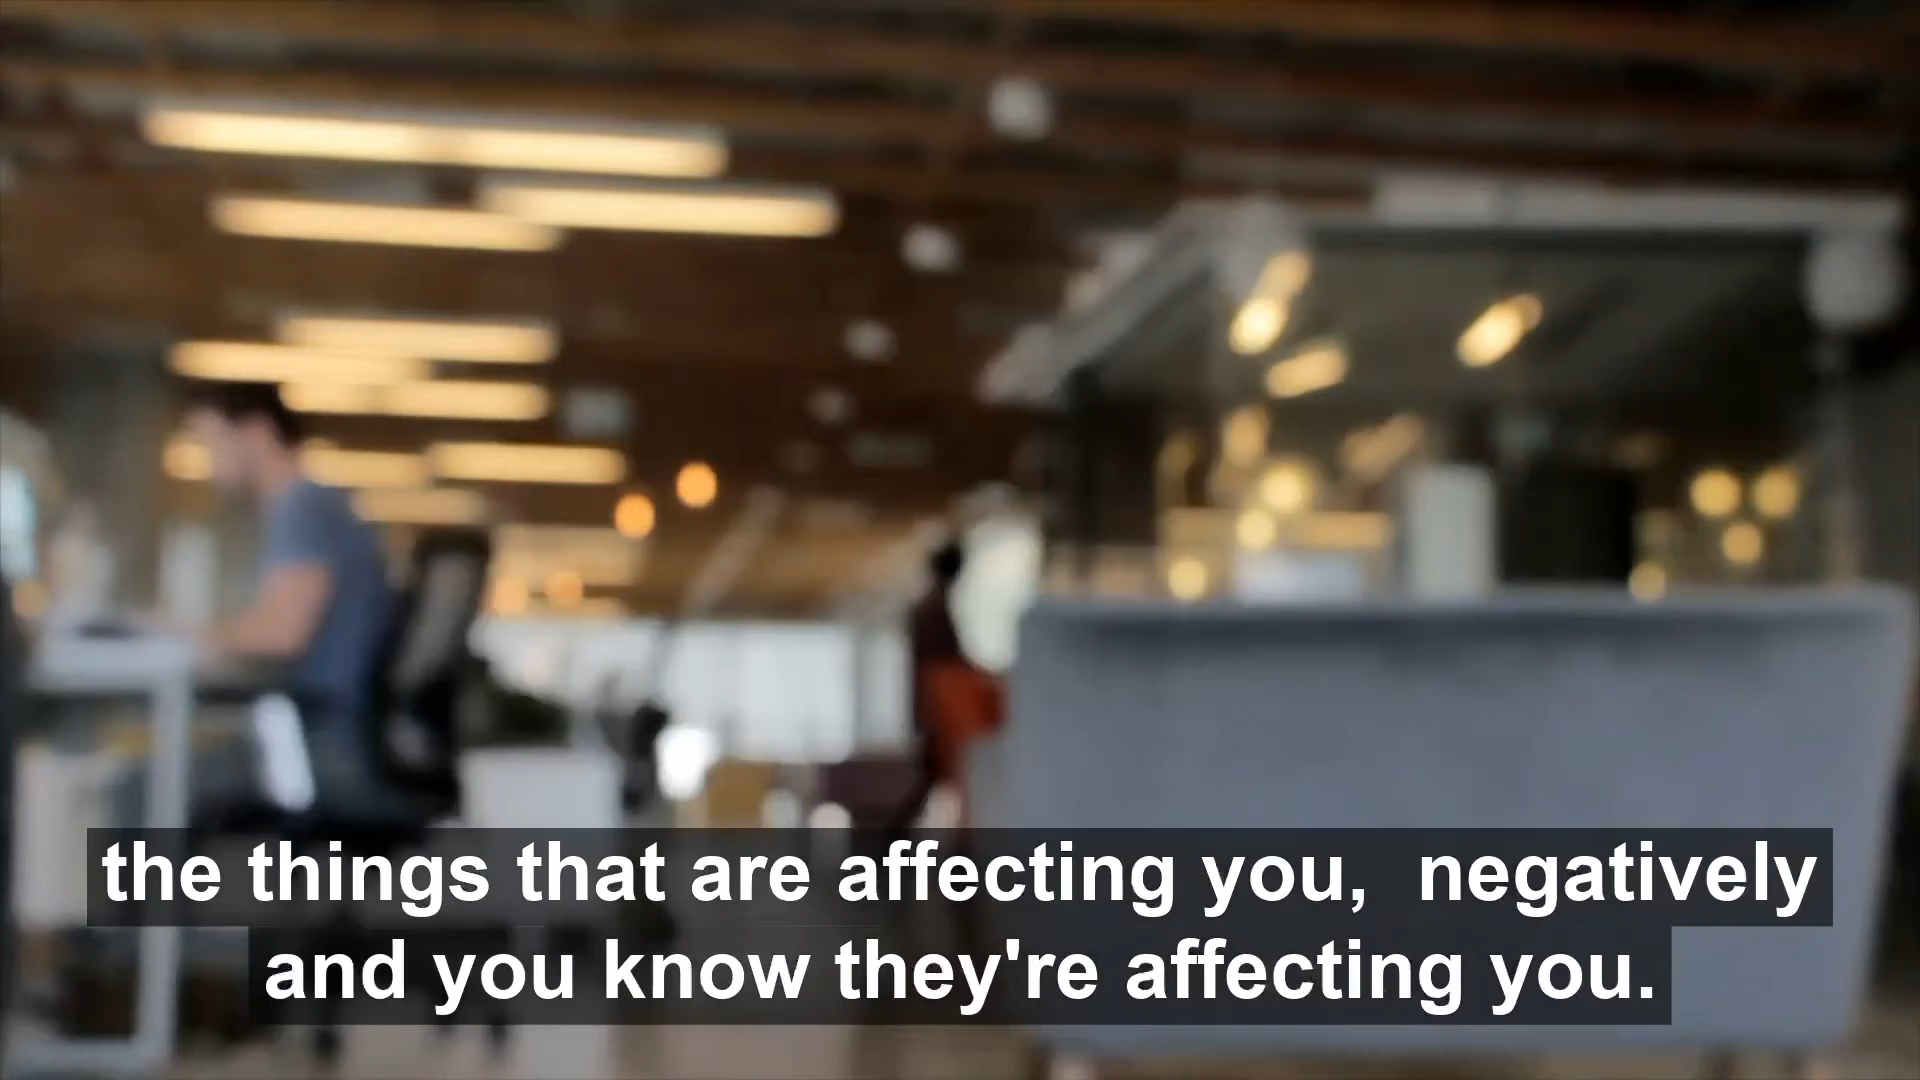 the things that are affecting you,  negatively
and you know they're affecting you.